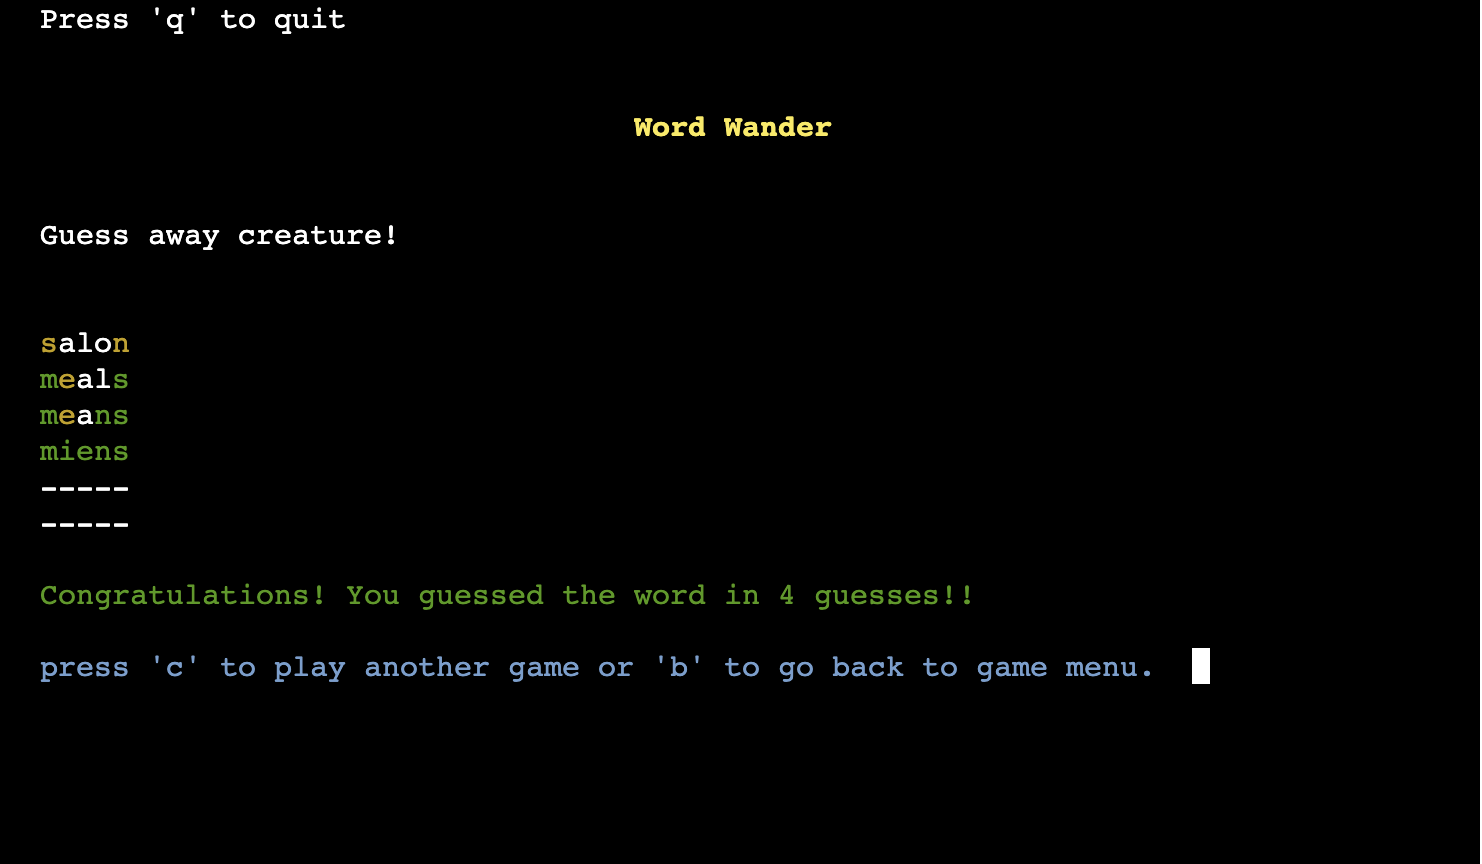 Press 'q' to quit
Word Wander
Guess away creature!
salon
meals
means
miens
-----
-----
Congratulations! You guessed the word in 4 guesses!!
press 'c' to play another game or 'b' to go back to game menu.